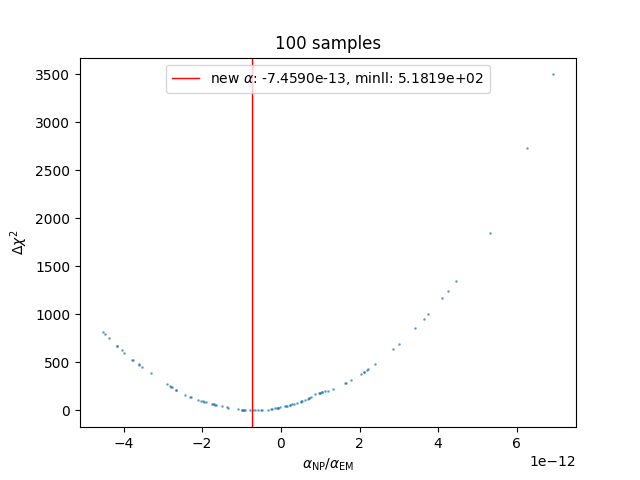 100 samples
new α: -7.4590e-13, minll: 5.1819e+02
3500
3000
2500
2000
1500
1000
500
0
Δχ²
−4 −2 0 2 4 6
1e−12
α_NP/α_EM